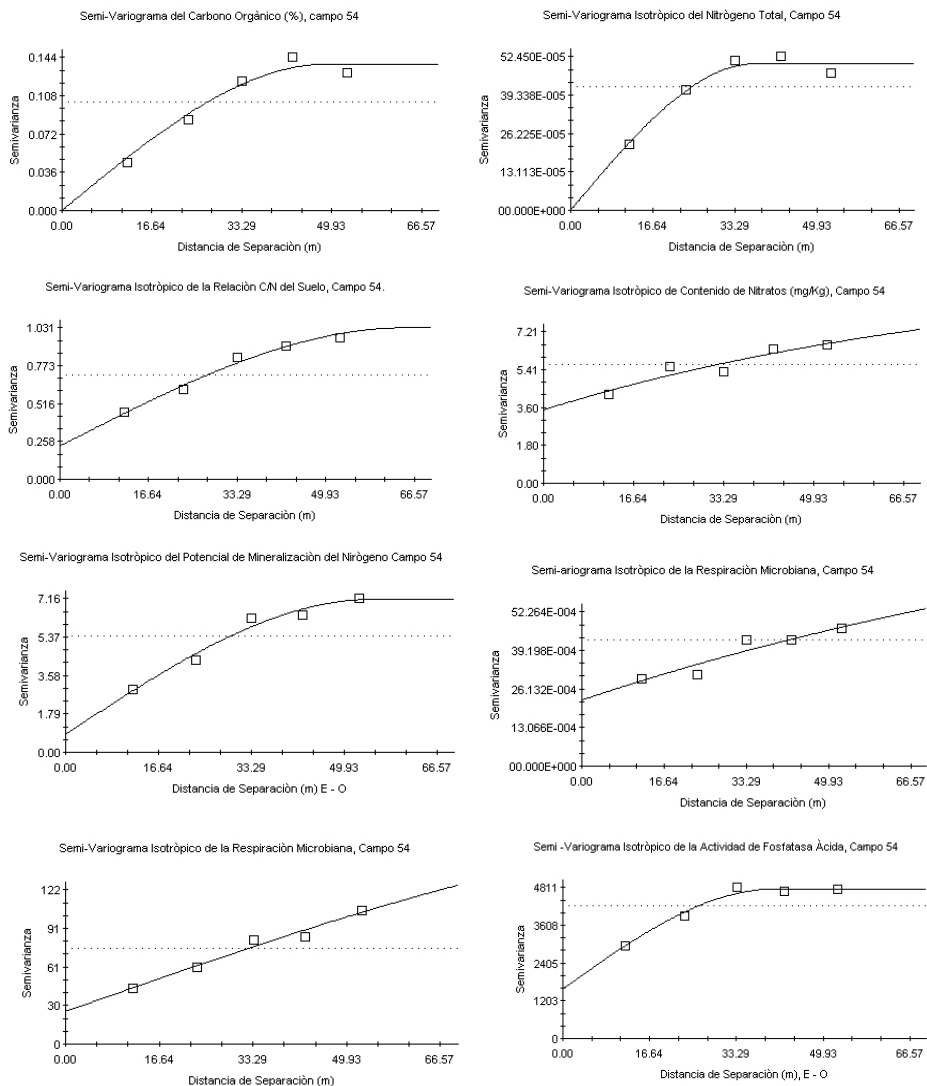 Semi-Variograma del Carbono Orgànico (%), campo 54
Semivarianza
0.144
0.108
0.072
0.036
0.000
0.00 16.64 33.29 49.93 66.57
Distancia de Separaciòn (m)
Semi-Variograma Isotròpico del Nitrògeno Total, Campo 54
Semivarianza
52.450E-005
39.338E-005
26.225E-005
13.113E-005
00.000E+000
0.00 16.64 33.29 49.93 66.57
Distancia de Separaciòn (m)
Semi-Variograma Isotròpico de la Relaciòn C/N del Suelo, Campo 54.
Semivarianza
1.031
0.773
0.516
0.258
0.000
0.00 16.64 33.29 49.93 66.57
Distancia de Separaciòn (m)
Semi-Variograma Isotròpico de Contenido de Nitratos (mg/Kg), Campo 54
Semivarianza
7.21
5.41
3.60
1.80
0.00
0.00 16.64 33.29 49.93 66.57
Distancia de Separaciòn (m)
Semi-Variograma Isotròpico del Potencial de Mineralizaciòn del Nirògeno Campo 54
Semivarianza
7.16
5.37
3.58
1.79
0.00
0.00 16.64 33.29 49.93 66.57
Distancia de Separaciòn (m) E - O
Semi-ariograma Isotròpico de la Respiraciòn Microbiana, Campo 54
Semivarianza
52.264E-004
39.198E-004
26.132E-004
13.066E-004
00.000E+000
0.00 16.64 33.29 49.93 66.57
Distancia de Separaciòn (m)
Semi-Variograma Isotròpico de la Respiraciòn Microbiana, Campo 54
Semivarianza
122
91
61
30
0
0.00 16.64 33.29 49.93 66.57
Distancia de Separaciòn (m)
Semi -Variograma Isotròpico de la Actividad de Fosfatasa Àcida, Campo 54
Semivarianza
4811
3608
2405
1203
0
0.00 16.64 33.29 49.93 66.57
Distancia de Separaciòn (m), E - O